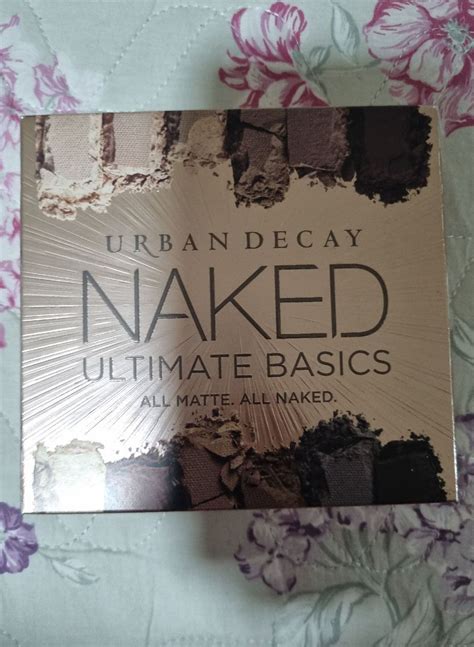 URBAN DECAY
NAKED
ULTIMATE BASICS
ALL MATTE. ALL NAKED.